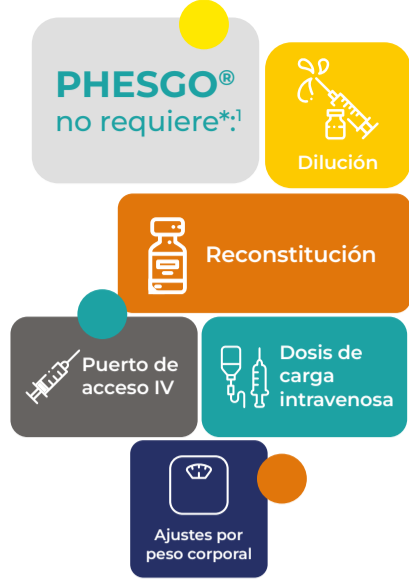 PHESGO®
no requiere*:¹
Dilución
Reconstitución
Puerto de
acceso IV
Dosis de
carga
intravenosa
Ajustes por
peso corporal